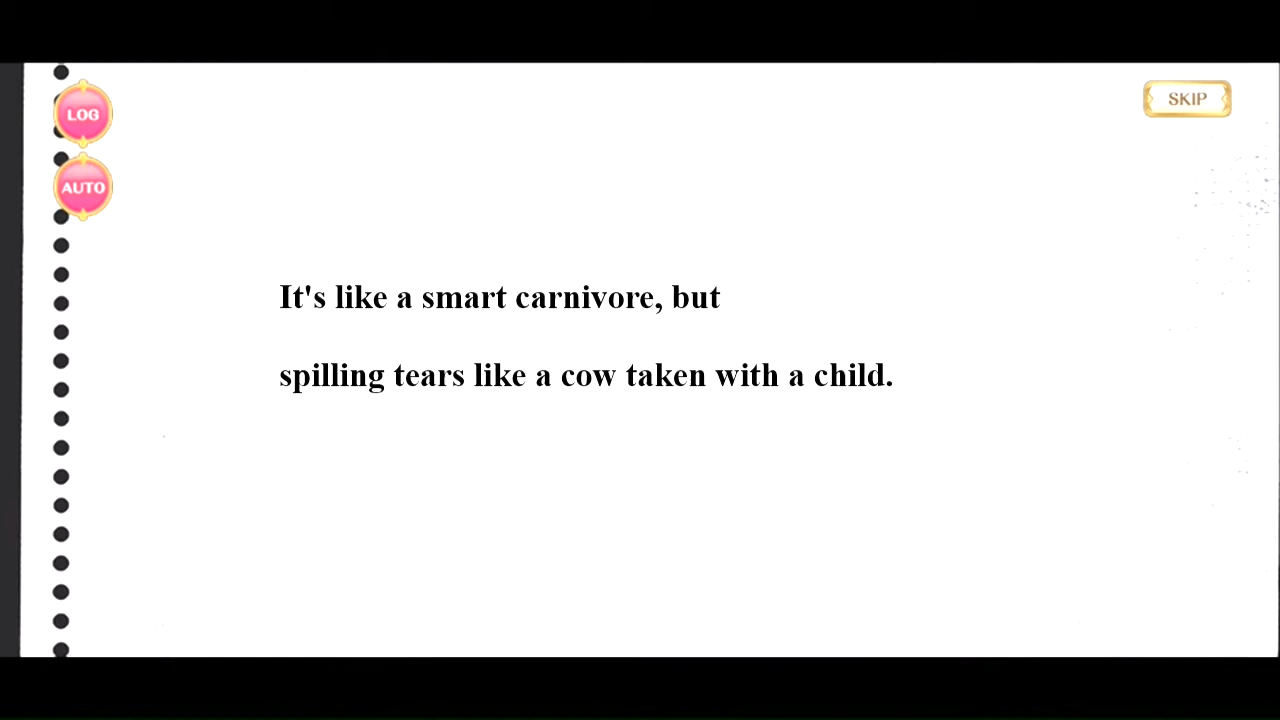 LOG
SKIP
AUTO
It's like a smart carnivore, but
spilling tears like a cow taken with a child.